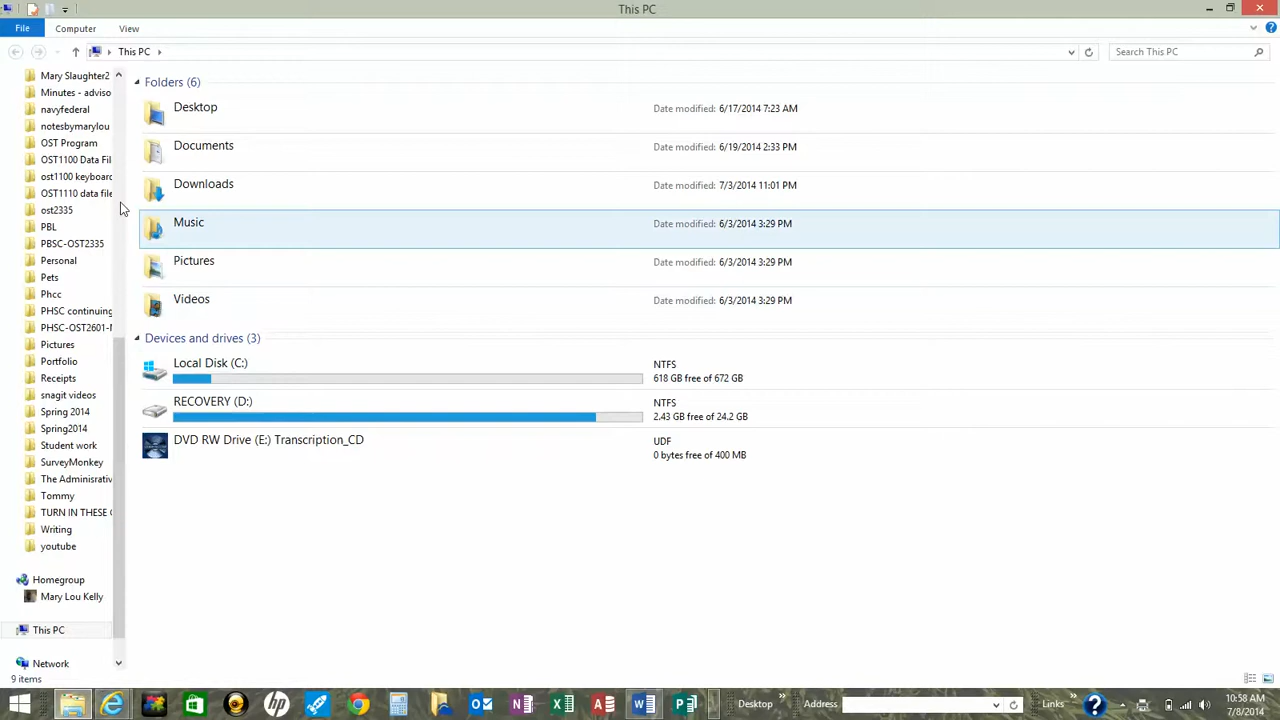 This PC
File Computer View
This PC
Search This PC
Mary Slaughter2
Minutes - adviso
navyfederal
notesbymarylou
OST Program
OST1100 Data Fil
ost1100 keyboard
OST1110 data file
ost2335
PBL
PBSC-OST2335
Personal
Pets
Phcc
PHSC continuing
PHSC-OST2601-
Pictures
Portfolio
Receipts
snagit videos
Spring 2014
Spring2014
Student work
SurveyMonkey
The Adminisrativ
Tommy
TURN IN THESE
Writing
youtube
Homegroup
Mary Lou Kelly
This PC
Network
9 items
Folders (6)
Desktop Date modified: 6/17/2014 7:23 AM
Documents Date modified: 6/19/2014 2:33 PM
Downloads Date modified: 7/3/2014 11:01 PM
Music Date modified: 6/3/2014 3:29 PM
Pictures Date modified: 6/3/2014 3:29 PM
Videos Date modified: 6/3/2014 3:29 PM
Devices and drives (3)
Local Disk (C:) NTFS
618 GB free of 672 GB
RECOVERY (D:) NTFS
2.43 GB free of 24.2 GB
DVD RW Drive (E:) Transcription_CD UDF
0 bytes free of 400 MB
Desktop Address Links
10:58 AM
7/8/2014